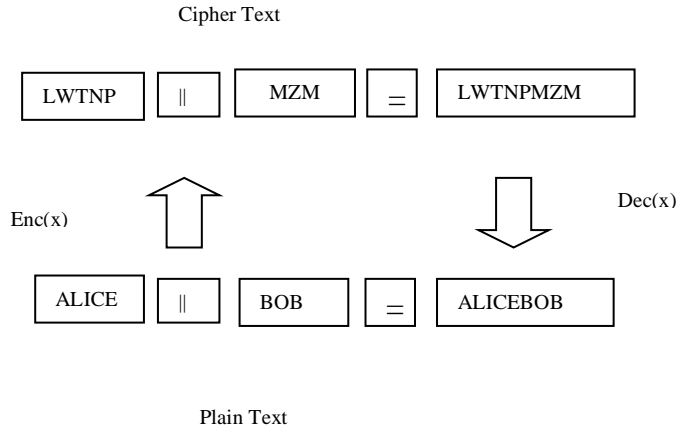 Cipher Text
LWTNP || MZM = LWTNPMZM
Enc(x)
Dec(x)
ALICE || BOB = ALICEBOB
Plain Text